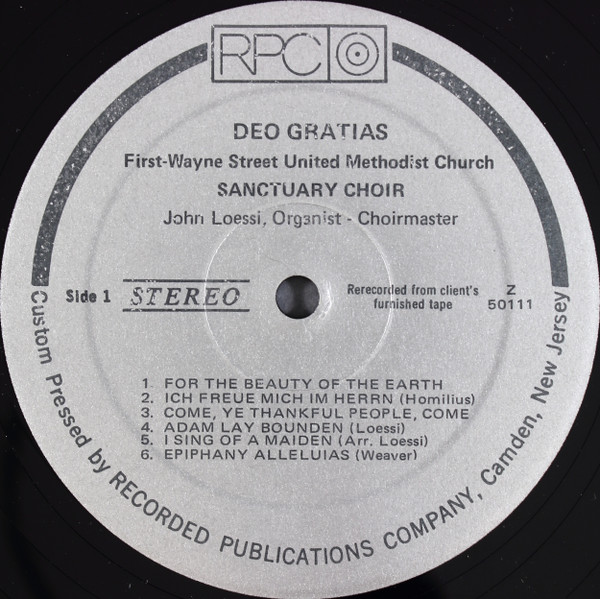 RPC
DEO GRATIAS
First-Wayne Street United Methodist Church
SANCTUARY CHOIR
John Loessi, Organist - Choirmaster
Side 1 STEREO
Rerecorded from client's
furnished tape
Z
50111
1. FOR THE BEAUTY OF THE EARTH
2. ICH FREUE MICH IM HERRN (Homilius)
3. COME, YE THANKFUL PEOPLE, COME
4. ADAM LAY BOUNDEN (Loessi)
5. I SING OF A MAIDEN (Arr. Loessi)
6. EPIPHANY ALLELUIAS (Weaver)
Custom Pressed by RECORDED PUBLICATIONS COMPANY, Camden, New Jersey